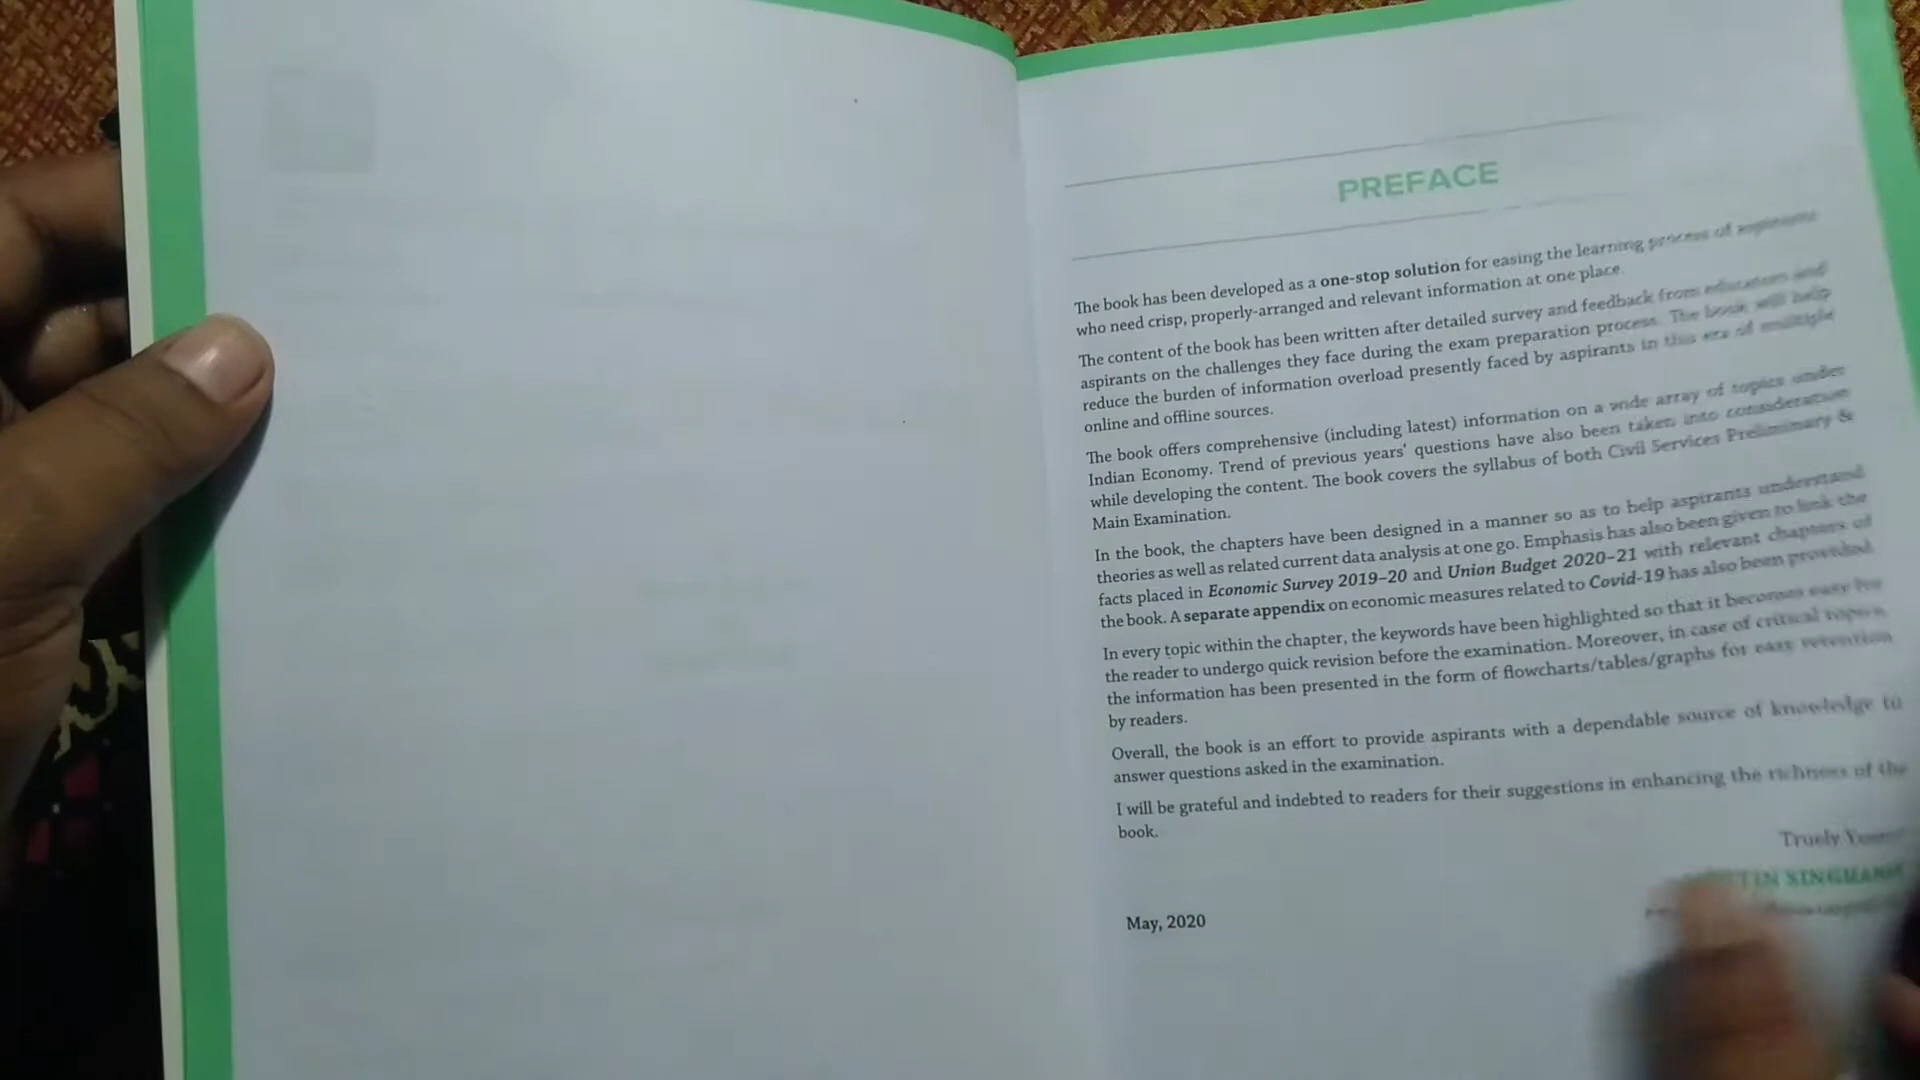 PREFACE
The book has been developed as a one-stop solution for easing the learning process of aspirants
who need crisp, properly-arranged and relevant information at one place.
The content of the book has been written after detailed survey and feedback from educators and
aspirants on the challenges they face during the exam preparation process. The book will help
reduce the burden of information overload presently faced by aspirants in this era of multiple
online and offline sources.
The book offers comprehensive (including latest) information on a wide array of topics under
Indian Economy. Trend of previous years' questions have also been taken into consideration
while developing the content. The book covers the syllabus of both Civil Services Preliminary &
Main Examination.
In the book, the chapters have been designed in a manner so as to help aspirants understand
theories as well as related current data analysis at one go. Emphasis has also been given to link the
facts placed in Economic Survey 2019–20 and Union Budget 2020–21 with relevant chapters of
the book. A separate appendix on economic measures related to Covid-19 has also been provided.
In every topic within the chapter, the keywords have been highlighted so that it becomes easy for
the reader to undergo quick revision before the examination. Moreover, in case of critical topics,
the information has been presented in the form of flowcharts/tables/graphs for easy retention
by readers.
Overall, the book is an effort to provide aspirants with a dependable source of knowledge to
answer questions asked in the examination.
I will be grateful and indebted to readers for their suggestions in enhancing the richness of the
book.
Truely Yours
SINGHANIA
May, 2020